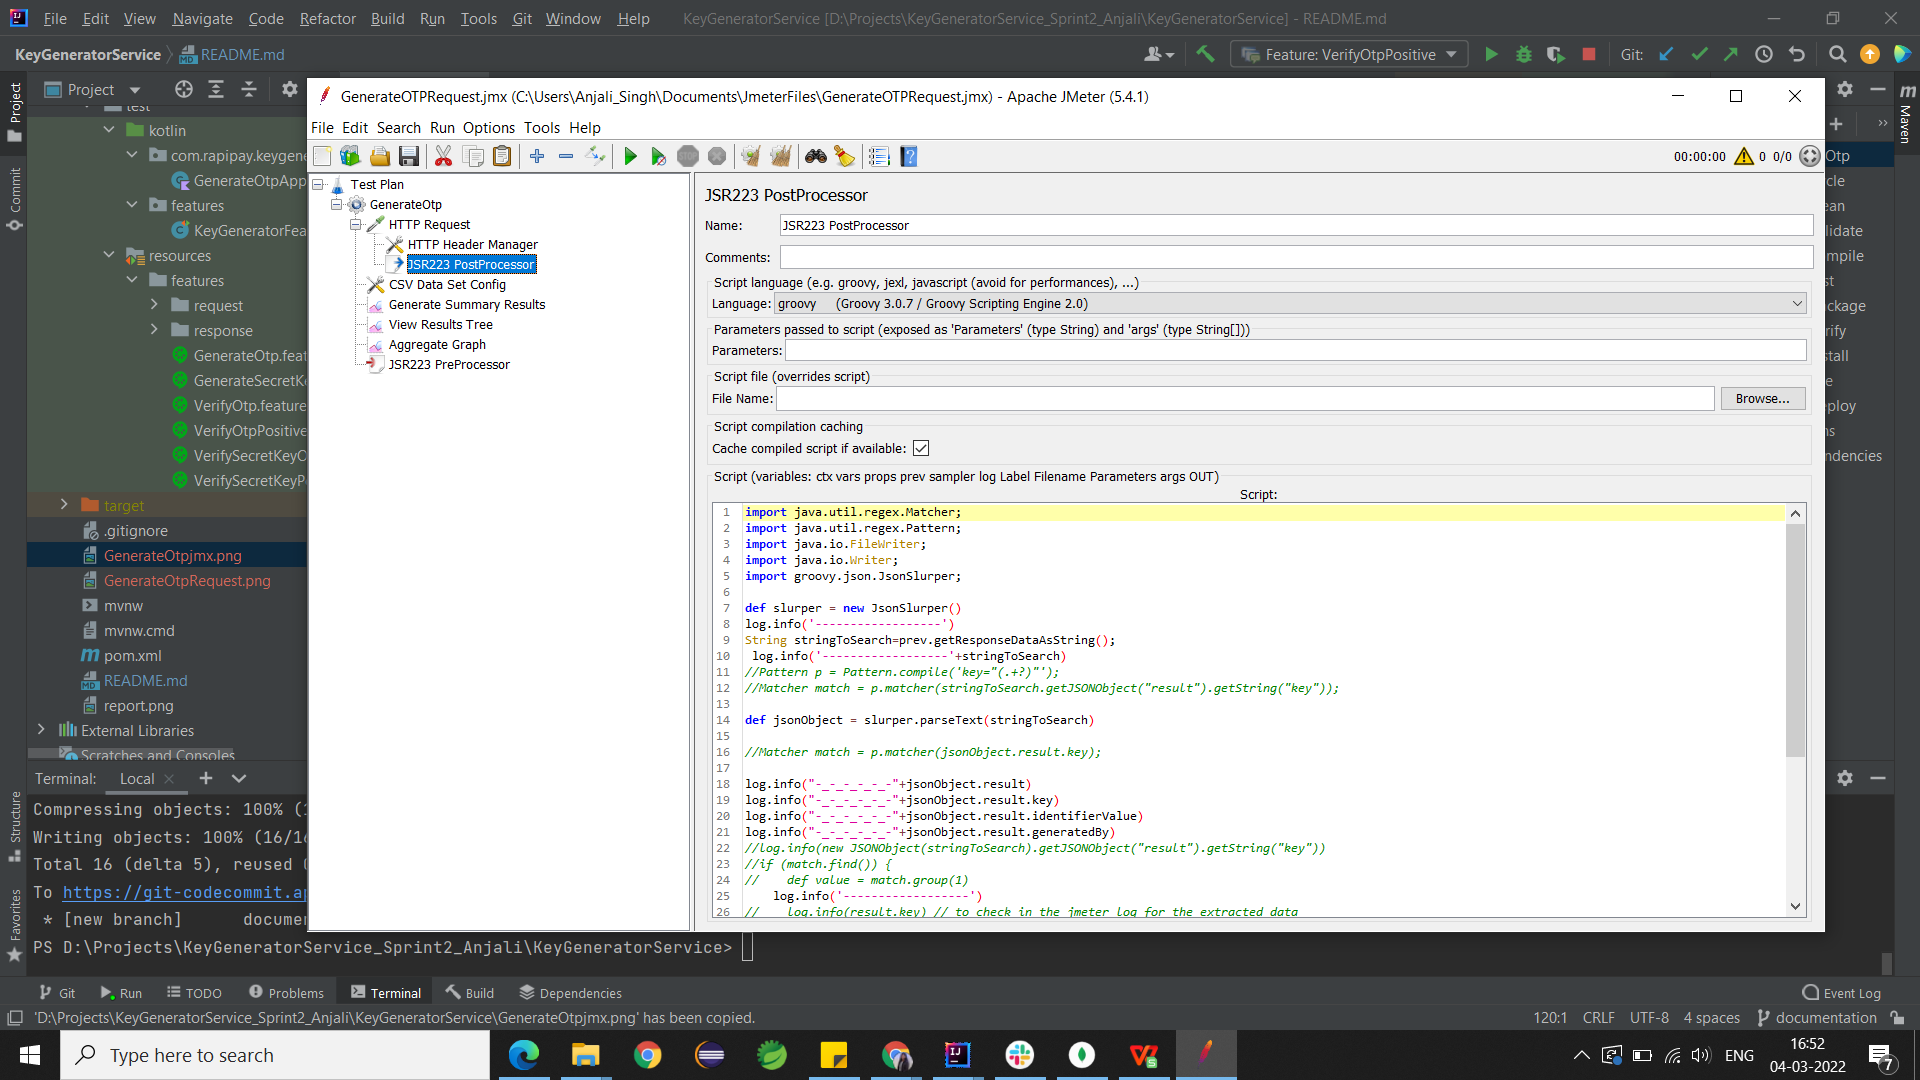 File Edit View Navigate Code Refactor Build Run Tools Git Window Help KeyGeneratorService [D:\Projects\KeyGeneratorService_Sprint2_Anjali\KeyGeneratorService] - README.md
KeyGeneratorService README.md Feature: VerifyOtpPositive Git:
Project
Project
Commit
Structure
Favorites
Maven
test
kotlin
com.rapipay.keygene
GenerateOtpApp
features
KeyGeneratorFea
resources
features
request
response
GenerateOtp.feat
GenerateSecretKe
VerifyOtp.feature
VerifyOtpPositive
VerifySecretKeyO
VerifySecretKeyP
target
.gitignore
GenerateOtpjmx.png
GenerateOtpRequest.png
mvnw
mvnw.cmd
pom.xml
README.md
report.png
External Libraries
Scratches and Consoles
GenerateOTPRequest.jmx (C:\Users\Anjali_Singh\Documents\JmeterFiles\GenerateOTPRequest.jmx) - Apache JMeter (5.4.1)
File Edit Search Run Options Tools Help
STOP
00:00:00 0 0/0
Test Plan
GenerateOtp
HTTP Request
HTTP Header Manager
JSR223 PostProcessor
CSV Data Set Config
Generate Summary Results
View Results Tree
Aggregate Graph
JSR223 PreProcessor
JSR223 PostProcessor
Name: JSR223 PostProcessor
Comments:
Script language (e.g. groovy, jexl, javascript (avoid for performances), ...)
Language: groovy (Groovy 3.0.7 / Groovy Scripting Engine 2.0)
Parameters passed to script (exposed as 'Parameters' (type String) and 'args' (type String[]))
Parameters:
Script file (overrides script)
File Name: Browse...
Script compilation caching
Cache compiled script if available:
Script (variables: ctx vars props prev sampler log Label Filename Parameters args OUT)
Script:
1 import java.util.regex.Matcher;
2 import java.util.regex.Pattern;
3 import java.io.FileWriter;
4 import java.io.Writer;
5 import groovy.json.JsonSlurper;
6
7 def slurper = new JsonSlurper()
8 log.info('------------------')
9 String stringToSearch=prev.getResponseDataAsString();
10 log.info('------------------'+stringToSearch)
11 //Pattern p = Pattern.compile('key="(.+?)"');
12 //Matcher match = p.matcher(stringToSearch.getJSONObject("result").getString("key"));
13
14 def jsonObject = slurper.parseText(stringToSearch)
15
16 //Matcher match = p.matcher(jsonObject.result.key);
17
18 log.info("-_-_-_-_-_-"+jsonObject.result)
19 log.info("-_-_-_-_-_-"+jsonObject.result.key)
20 log.info("-_-_-_-_-_-"+jsonObject.result.identifierValue)
21 log.info("-_-_-_-_-_-"+jsonObject.result.generatedBy)
22 //log.info(new JSONObject(stringToSearch).getJSONObject("result").getString("key"))
23 //if (match.find()) {
24 // def value = match.group(1)
25 log.info('------------------')
26 // log.info(result.key) // to check in the jmeter log for the extracted data
Otp
cle
ean
lidate
mpile
st
ckage
rify
stall
e
eploy
ns
ndencies
Terminal: Local
Compressing objects: 100% (1
Writing objects: 100% (16/16
Total 16 (delta 5), reused 0
To https://git-codecommit.ap
* [new branch] documen
PS D:\Projects\KeyGeneratorService_Sprint2_Anjali\KeyGeneratorService>
Git Run TODO Problems Terminal Build Dependencies Event Log
'D:\Projects\KeyGeneratorService_Sprint2_Anjali\KeyGeneratorService\GenerateOtpjmx.png' has been copied. 120:1 CRLF UTF-8 4 spaces documentation
Type here to search
ENG
16:52
04-03-2022
7